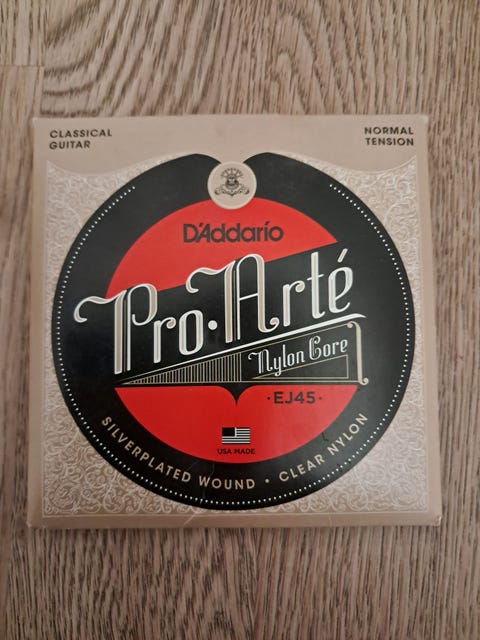 CLASSICAL
GUITAR
NORMAL
TENSION
D'Addario
Pro·Arté
Nylon Core
·EJ45·
USA MADE
SILVERPLATED WOUND · CLEAR NYLON